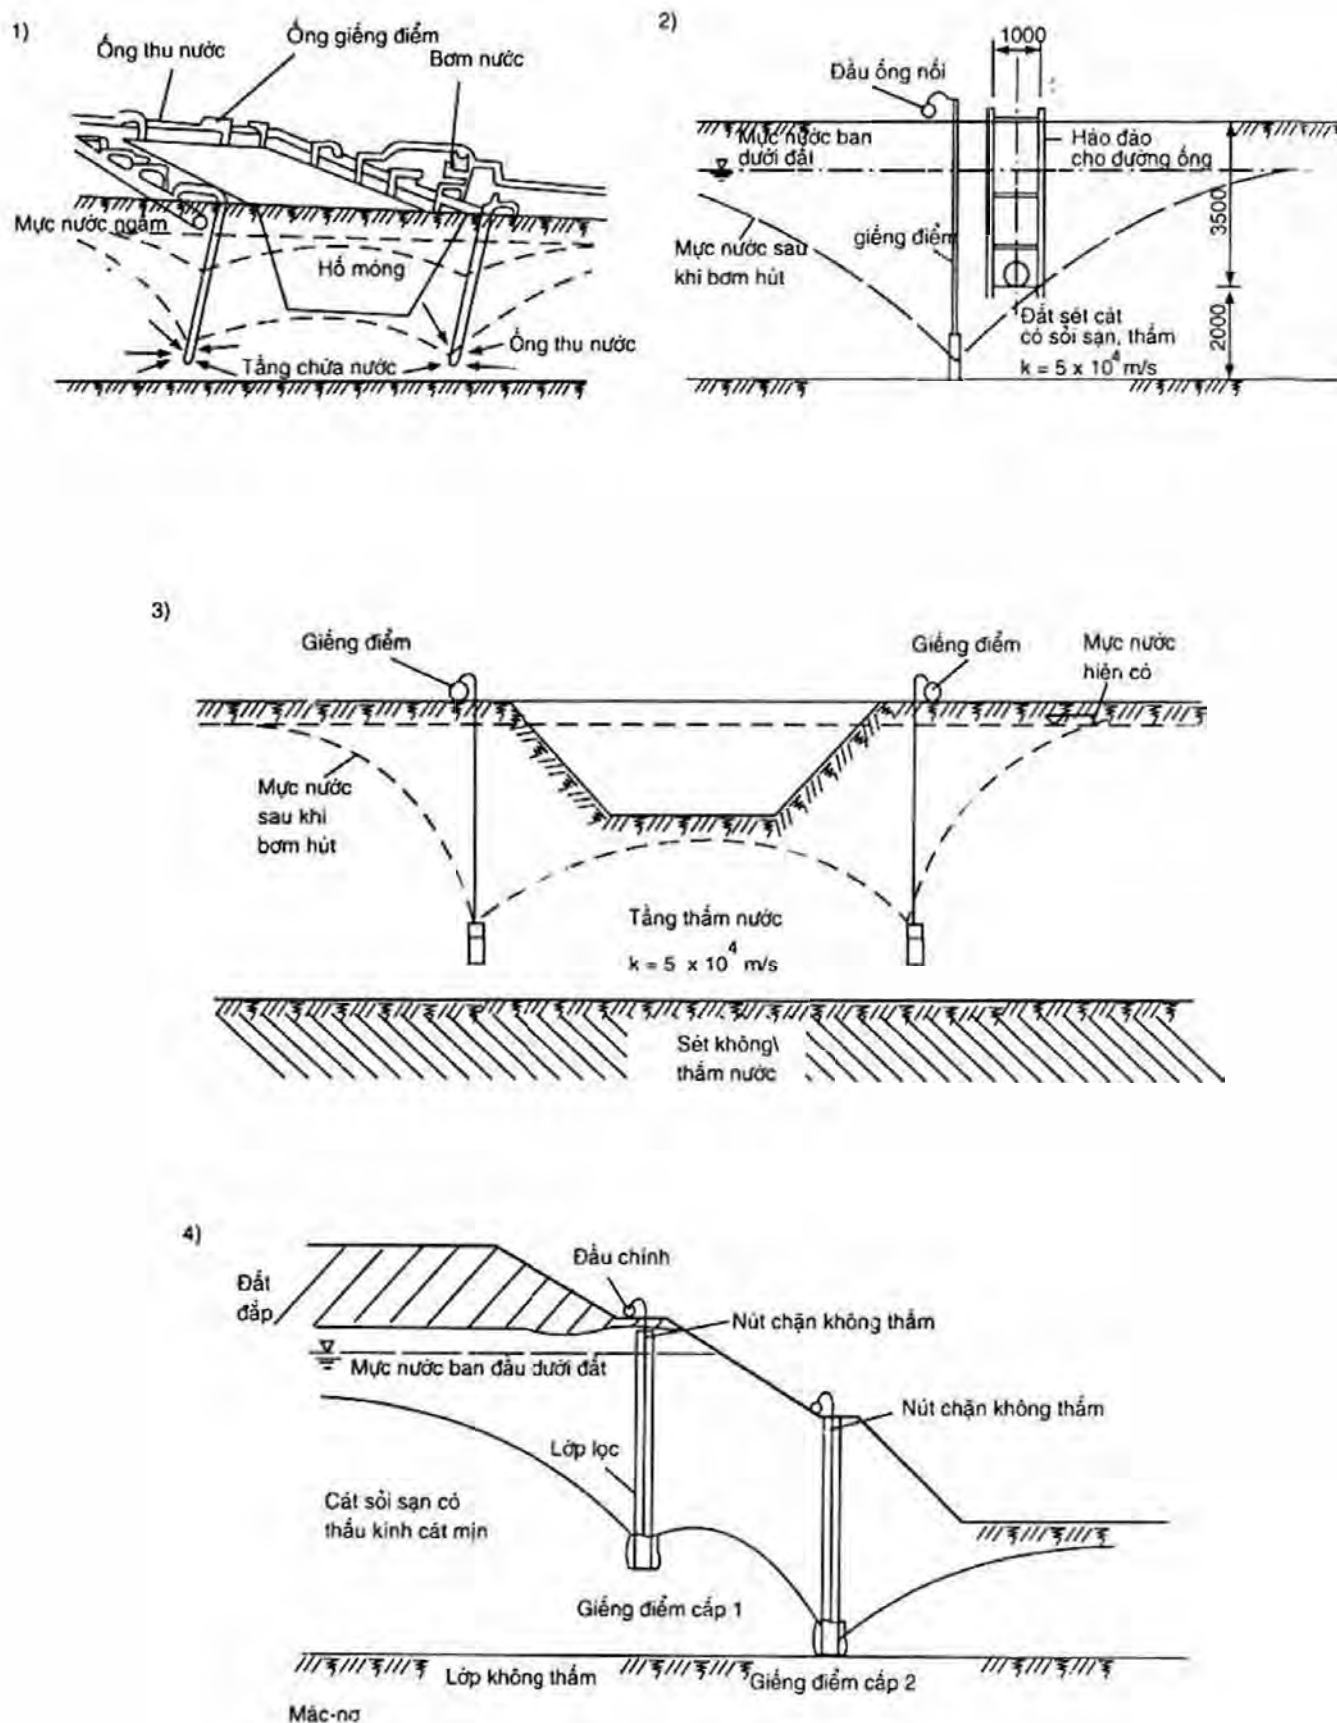 1)
Ống thu nước
Ống giếng điểm
Bơm nước
Mực nước ngầm
Hố móng
Ống thu nước
Tầng chứa nước
2)
1000
Đầu ống nối
Mực nước ban
dưới đất
Hào đào
cho đường ống
Mực nước sau
khi bơm hút
giếng điểm
3500
Đất sét cát
có sỏi sạn, thấm
k = 5 x 10⁴ m/s
2000
3)
Giếng điểm
Giếng điểm
Mực nước
hiện có
Mực nước
sau khi
bơm hút
Tầng thấm nước
k = 5 x 10⁴ m/s
Sét không\
thấm nước
4)
Đầu chính
Đất
đắp
Nút chặn không thấm
Mực nước ban đầu dưới đất
Nút chặn không thấm
Lớp lọc
Cát sỏi sạn có
thấu kính cát mịn
Giếng điểm cấp 1
Lớp không thấm
Giếng điểm cấp 2
Mác-nơ